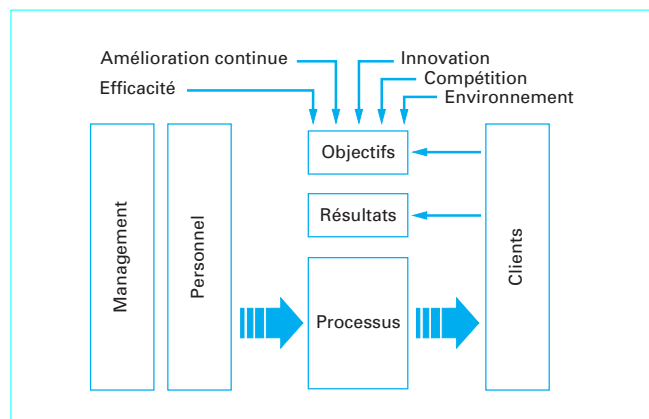 Amélioration continue
Innovation
Compétition
Efficacité
Environnement
Objectifs
Résultats
Management
Personnel
Processus
Clients